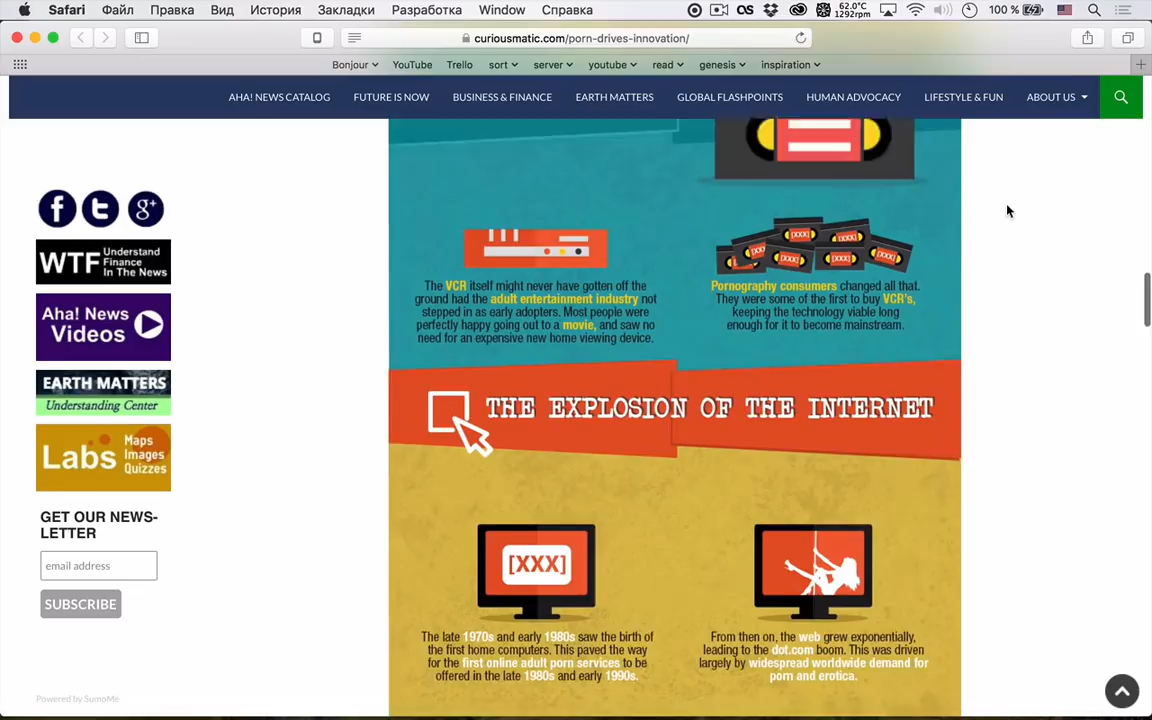 Safari Файл Правка Вид История Закладки Разработка Window Справка 62.0°C 1292rpm 100 %
curiousmatic.com/porn-drives-innovation/
Bonjour YouTube Trello sort server youtube read genesis inspiration
AHA! NEWS CATALOG FUTURE IS NOW BUSINESS & FINANCE EARTH MATTERS GLOBAL FLASHPOINTS HUMAN ADVOCACY LIFESTYLE & FUN ABOUT US
WTF Understand Finance In The News
Aha! News
Videos
EARTH MATTERS
Understanding Center
Labs Maps Images Quizzes
GET OUR NEWS-
LETTER
email address
SUBSCRIBE
Powered by SumoMe
[XXX] [XXX] [XXX] [XXX] [XXX] [XXX]
The VCR itself might never have gotten off the
ground had the adult entertainment industry not
stepped in as early adopters. Most people were
perfectly happy going out to a movie, and saw no
need for an expensive new home viewing device.
Pornography consumers changed all that.
They were some of the first to buy VCR's,
keeping the technology viable long
enough for it to become mainstream.
THE EXPLOSION OF THE INTERNET
[XXX]
The late 1970s and early 1980s saw the birth of
the first home computers. This paved the way
for the first online adult porn services to be
offered in the late 1980s and early 1990s.
From then on, the web grew exponentially,
leading to the dot.com boom. This was driven
largely by widespread worldwide demand for
porn and erotica.